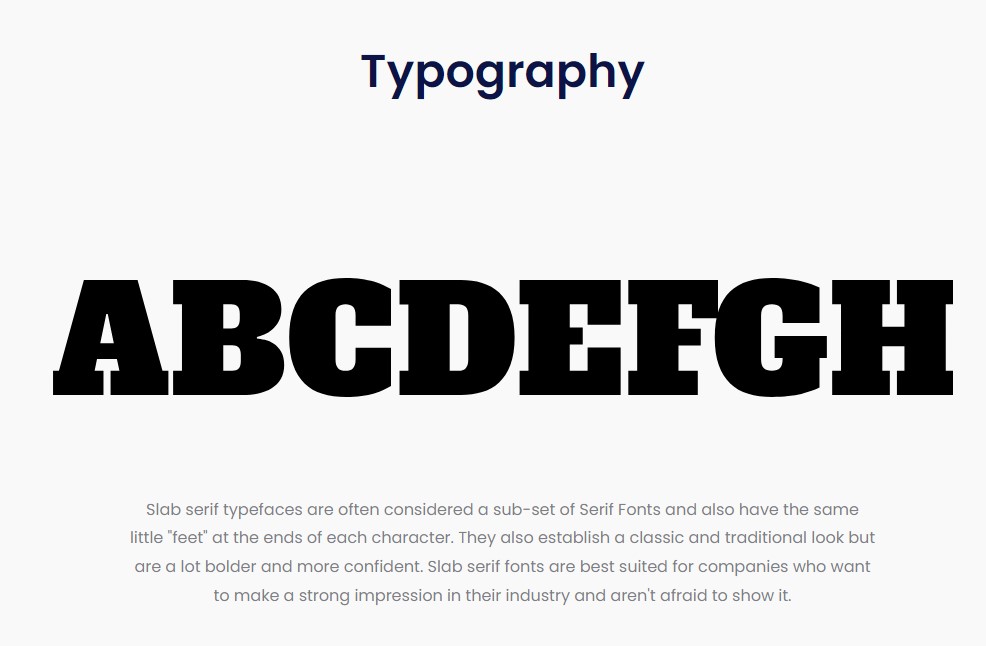 Typography
ABCDEFGH
Slab serif typefaces are often considered a sub-set of Serif Fonts and also have the same
little "feet" at the ends of each character. They also establish a classic and traditional look but
are a lot bolder and more confident. Slab serif fonts are best suited for companies who want
to make a strong impression in their industry and aren't afraid to show it.